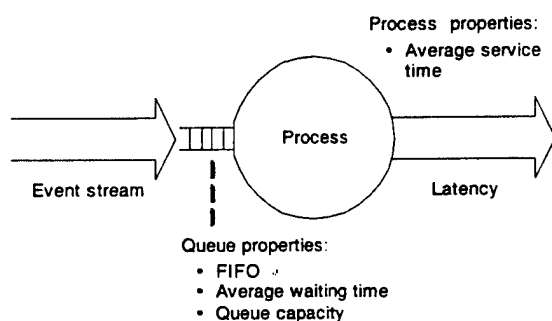 Process properties:
• Average service
time
Process
Event stream
Latency
Queue properties:
• FIFO
• Average waiting time
• Queue capacity